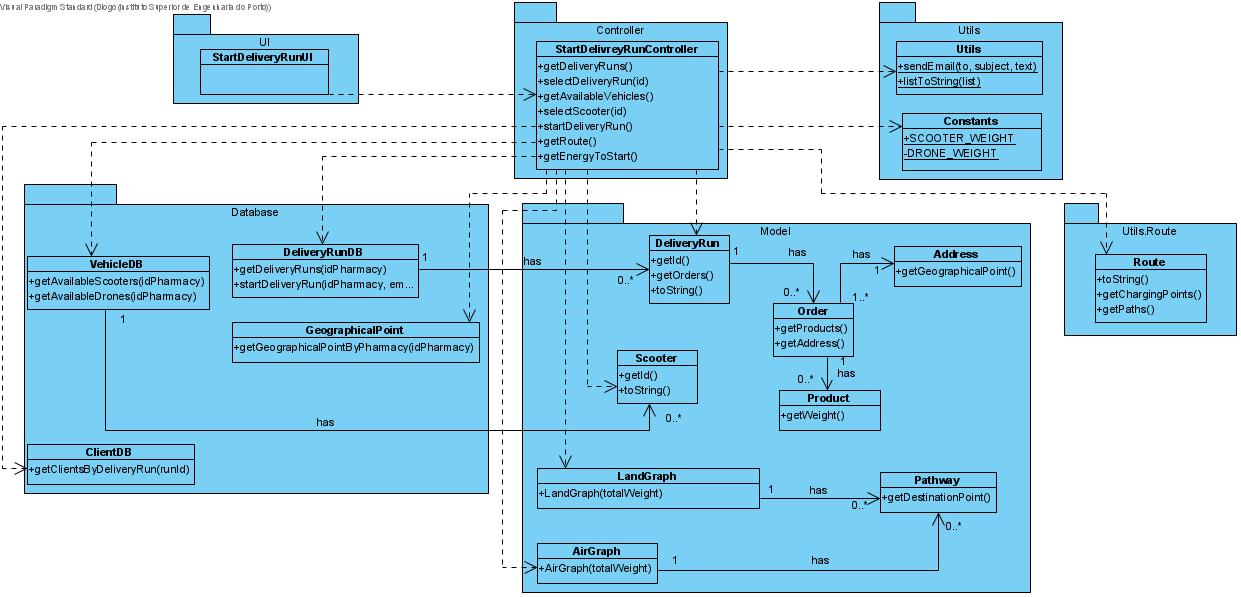 Visual Paradigm Standard (Diogo (Instituto Superior de Engenharia do Porto))
UI
StartDeliveryRunUI
Controller
StartDelivreyRunController
+getDeliveryRuns()
+selectDeliveryRun(id)
+getAvailableVehicles()
+selectScooter(id)
+startDeliveryRun()
+getRoute()
+getEnergyToStart()
Utils
Utils
+sendEmail(to, subject, text)
+listToString(list)
Constants
+SCOOTER_WEIGHT
-DRONE_WEIGHT
Database
VehicleDB
+getAvailableScooters(idPharmacy)
+getAvailableDrones(idPharmacy)
1
DeliveryRunDB
+getDeliveryRuns(idPharmacy)
+startDeliveryRun(idPharmacy, em...
1
has
0..*
GeographicalPoint
+getGeographicalPointByPharmacy(idPharmacy)
has
0..*
ClientDB
+getClientsByDeliveryRun(runId)
Model
DeliveryRun
+getId()
+getOrders()
+toString()
1
has
0..*
has
1
1..*
Address
+getGeographicalPoint()
Order
+getProducts()
+getAddress()
1
has
0..*
Product
+getWeight()
Scooter
+getId()
+toString()
LandGraph
+LandGraph(totalWeight)
1
has
0..*
Pathway
+getDestinationPoint()
0..*
AirGraph
+AirGraph(totalWeight)
1
has
Utils.Route
Route
+toString()
+getChargingPoints()
+getPaths()